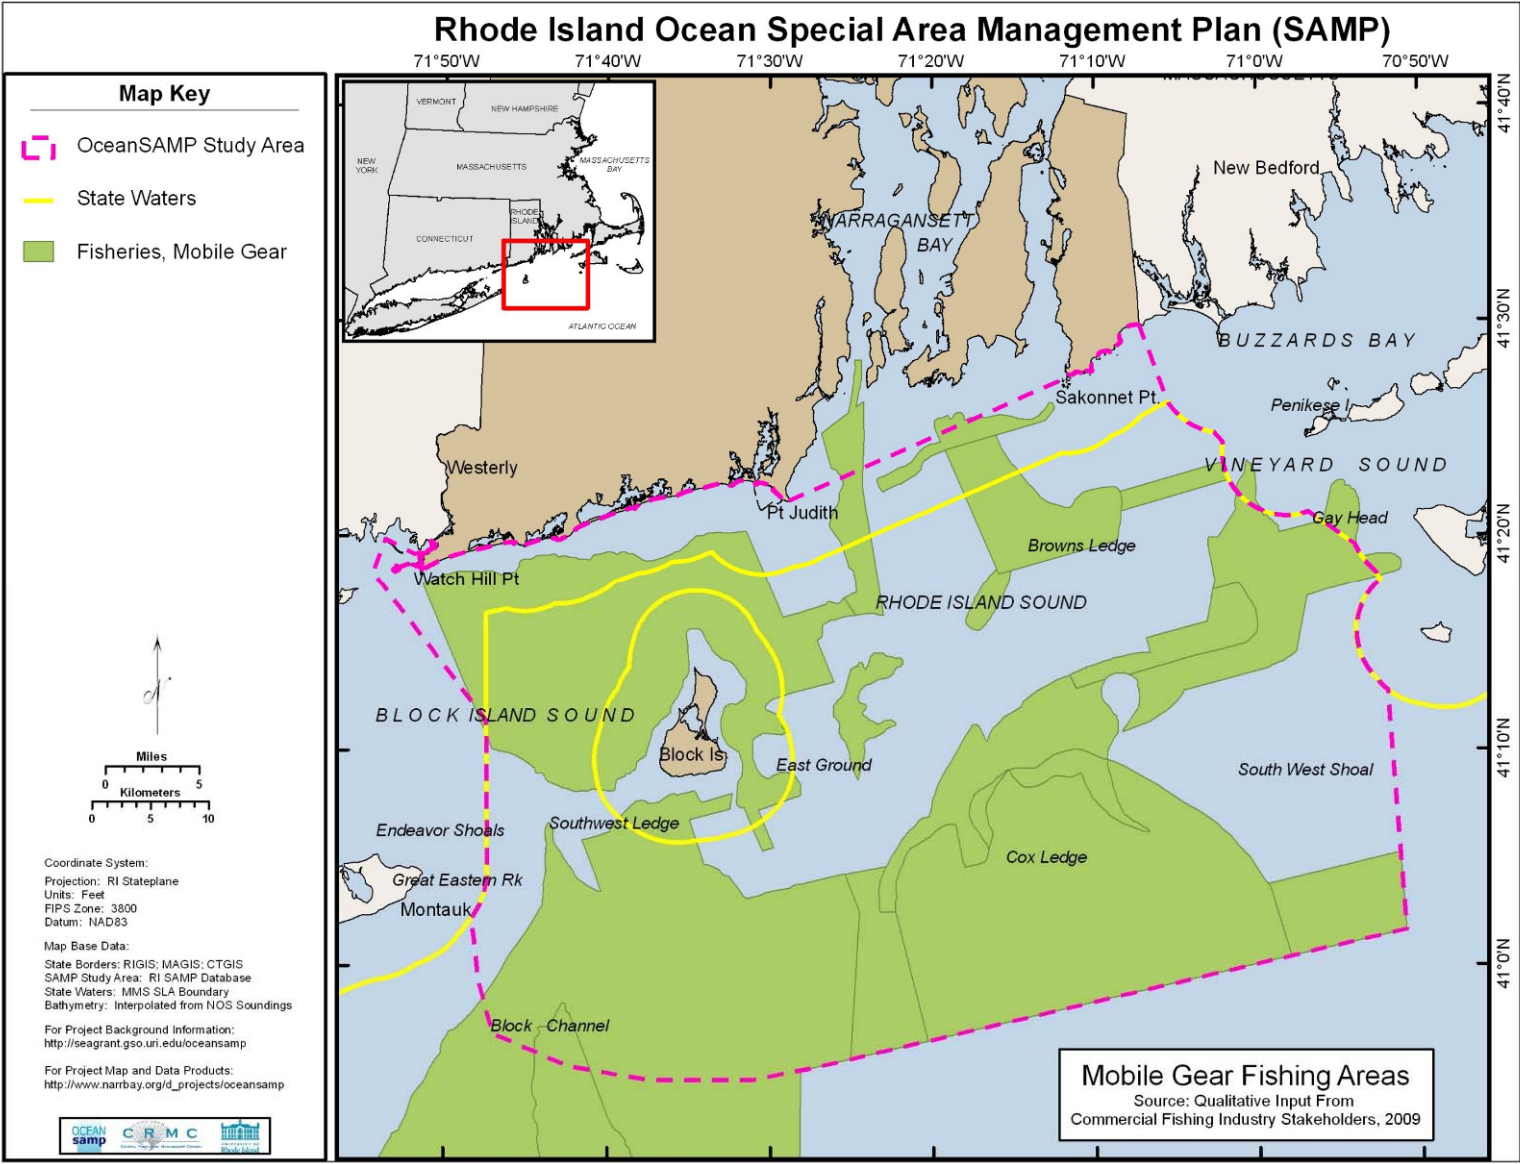 Rhode Island Ocean Special Area Management Plan (SAMP)
71°50'W 71°40'W 71°30'W 71°20'W 71°10'W 71°0'W 70°50'W
Map Key
OceanSAMP Study Area
State Waters
Fisheries, Mobile Gear
Miles
0 5
Kilometers
0 5 10
Coordinate System:
Projection: RI Stateplane
Units: Feet
FIPS Zone: 3800
Datum: NAD83
Map Base Data:
State Borders: RIGIS; MAGIS; CTGIS
SAMP Study Area: RI SAMP Database
State Waters: MMS SLA Boundary
Bathymetry: Interpolated from NOS Soundings
For Project Background Information:
http://seagrant.gso.uri.edu/oceansamp
For Project Map and Data Products:
http://www.narrbay.org/d_projects/oceansamp
OCEAN
samp
CRMC
Rhode Island
VERMONT
NEW HAMPSHIRE
NEW
YORK
MASSACHUSETTS
MASSACHUSETTS
BAY
RHODE
ISLAND
CONNECTICUT
ATLANTIC OCEAN
MASSACHUSETTS
New Bedford
NARRAGANSETT
BAY
BUZZARDS BAY
Sakonnet Pt.
Penikese I.
Westerly
VINEYARD SOUND
Pt Judith
Gay Head
Browns Ledge
Watch Hill Pt
RHODE ISLAND SOUND
BLOCK ISLAND SOUND
Block Is.
East Ground
South West Shoal
Endeavor Shoals
Southwest Ledge
Cox Ledge
Great Eastern Rk
Montauk
Block Channel
41°40'N
41°30'N
41°20'N
41°10'N
41°0'N
Mobile Gear Fishing Areas
Source: Qualitative Input From
Commercial Fishing Industry Stakeholders, 2009